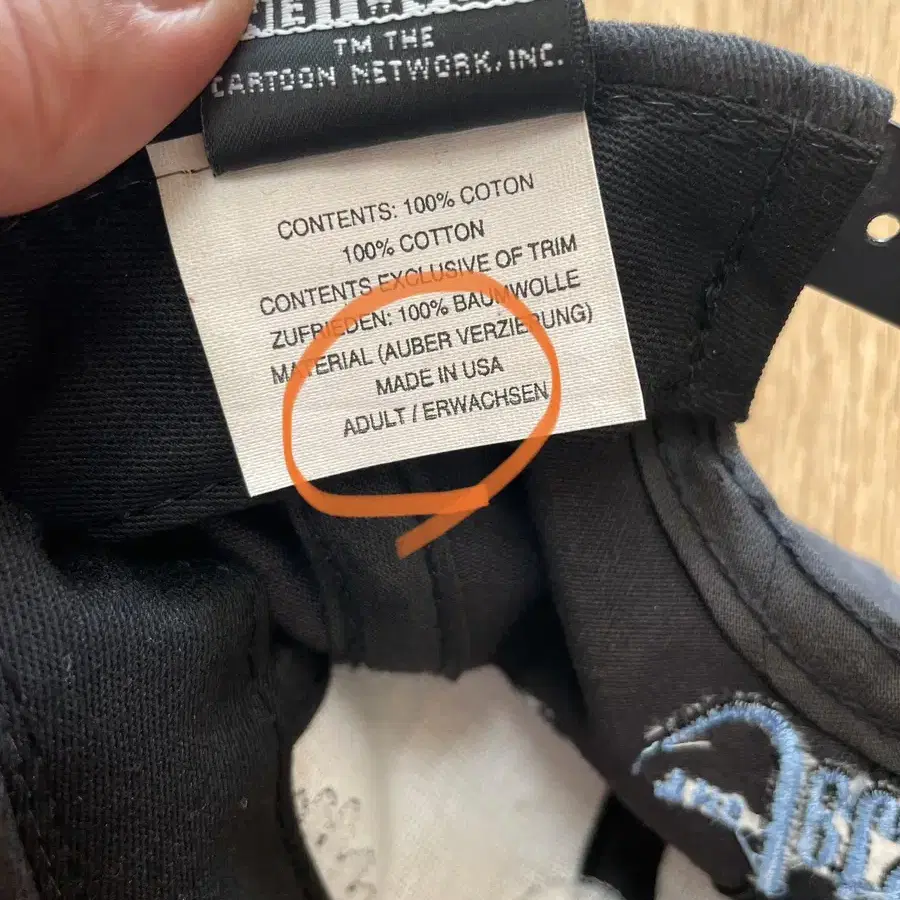 TM THE
CARTOON NETWORK, INC.
CONTENTS: 100% COTON
100% COTTON
CONTENTS EXCLUSIVE OF TRIM
ZUFRIEDEN: 100% BAUMWOLLE
MATERIAL (AUBER VERZIEBUNG)
MADE IN USA
ADULT / ERWACHSEN